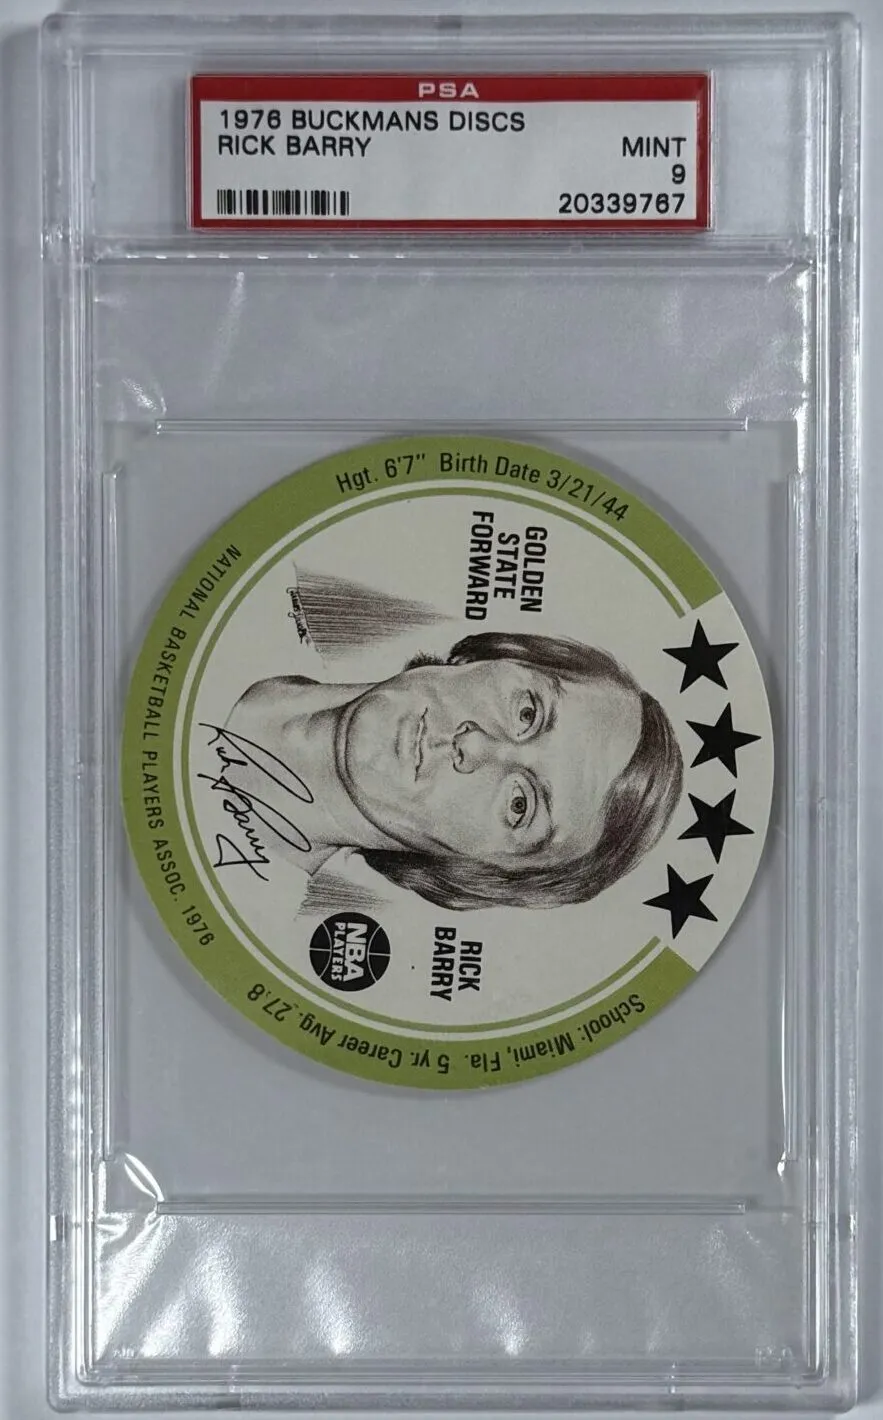 PSA
1976 BUCKMANS DISCS
RICK BARRY
MINT
9
20339767
Hgt. 6'7" Birth Date 3/21/44
GOLDEN
STATE
FORWARD
RICK
BARRY
NBA
PLAYERS
Rick Barry
School: Miami, Fla. 5 yr. Career Avg. 27.8
NATIONAL BASKETBALL PLAYERS ASSOC. 1976